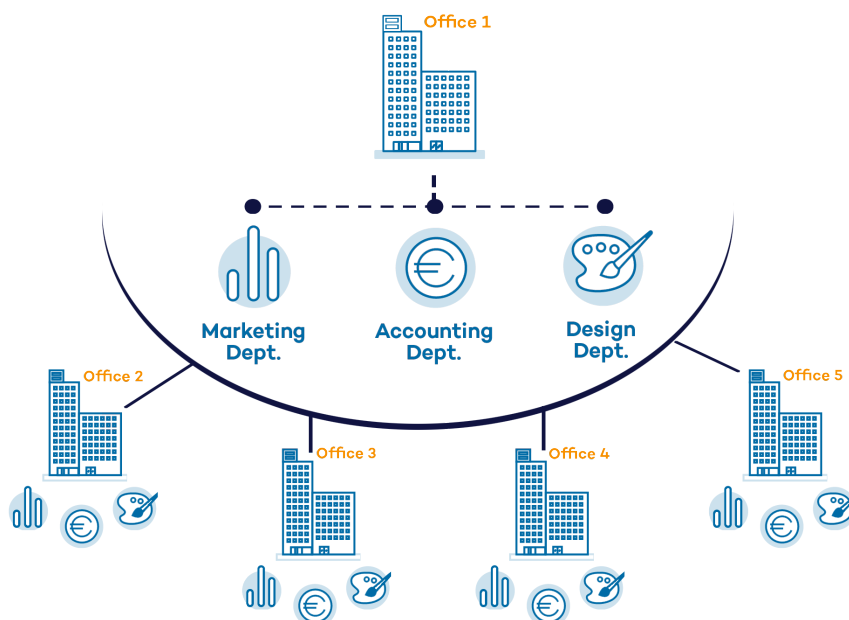 Office 1
Marketing
Dept.
Accounting
Dept.
Design
Dept.
Office 2
Office 3
Office 4
Office 5